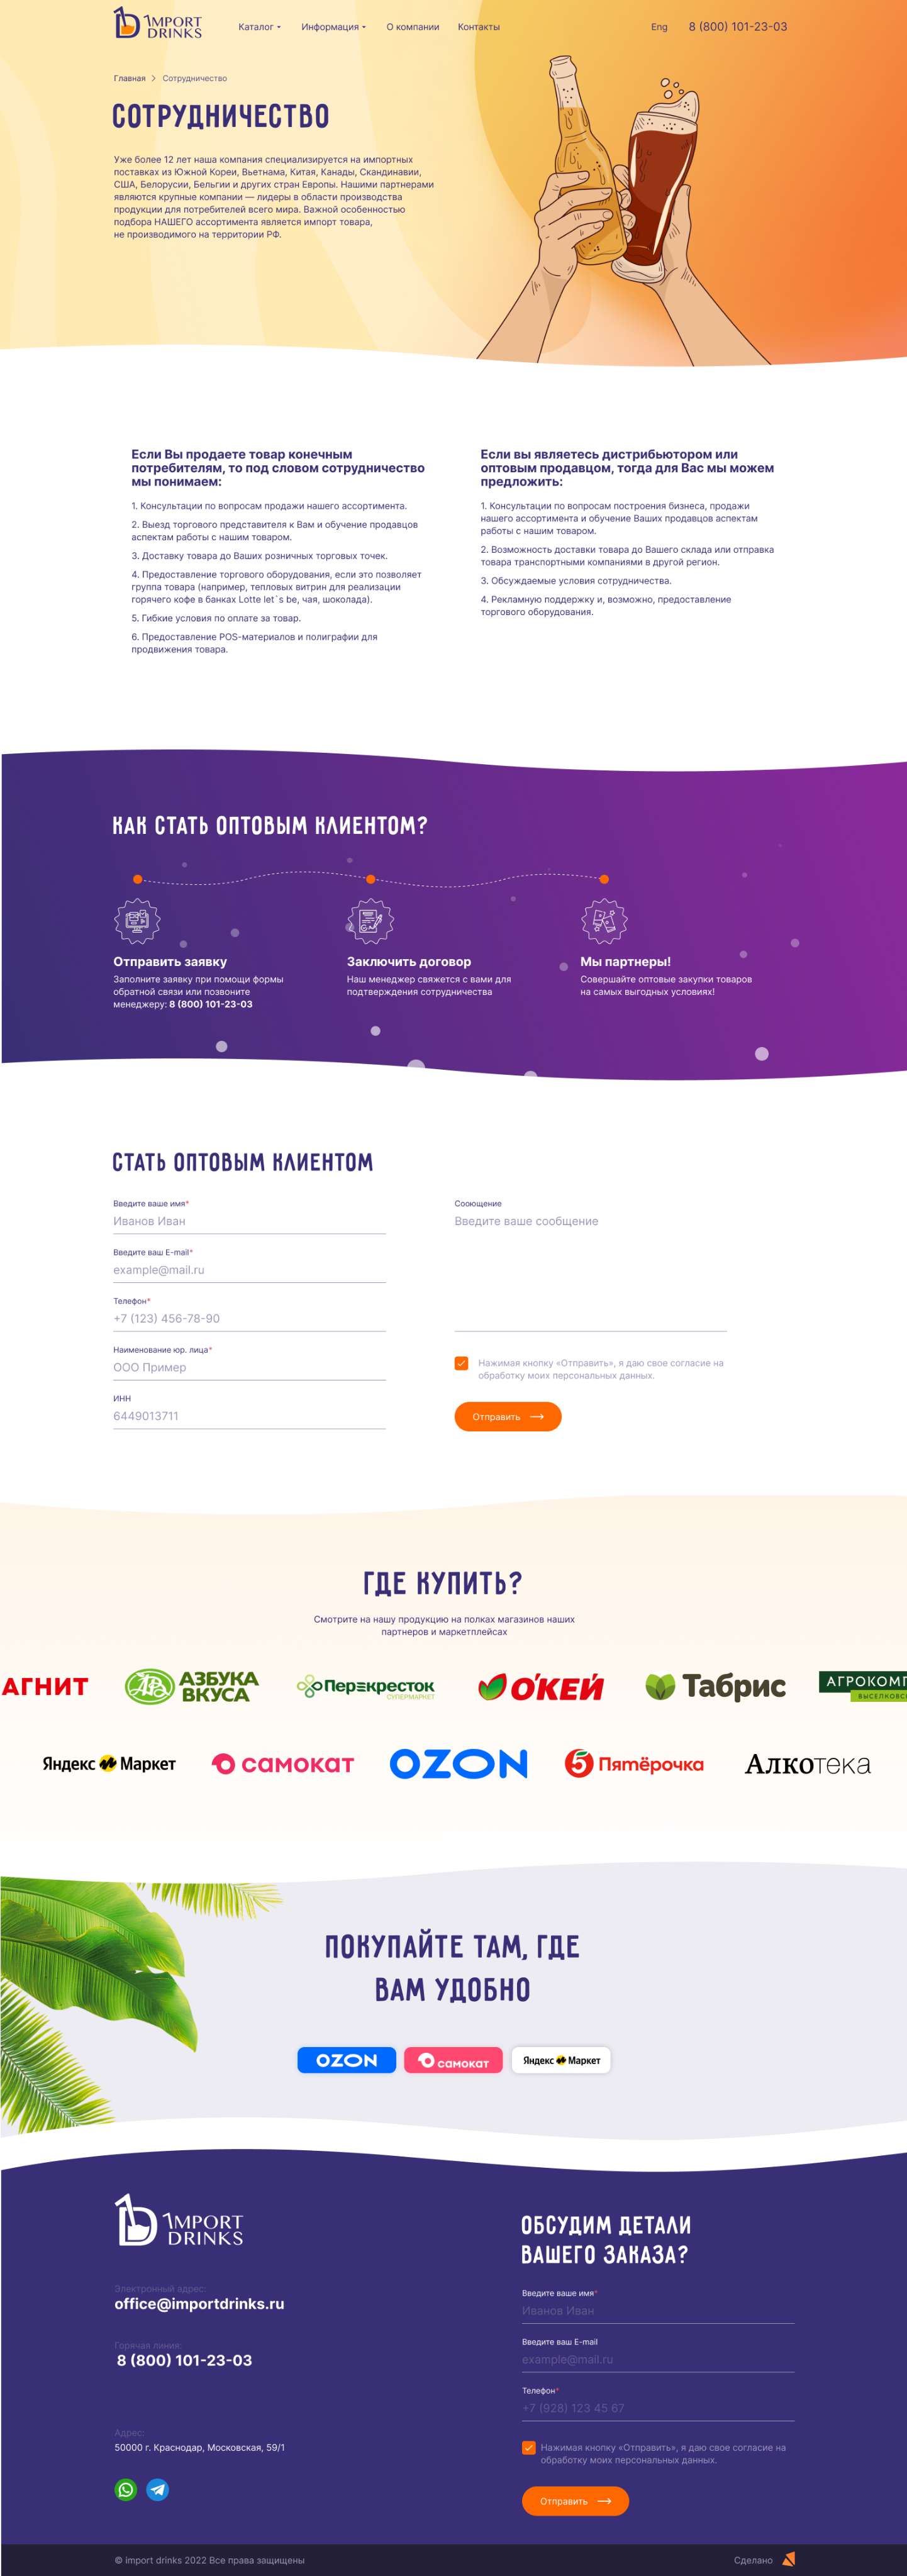 IMPORT
DRINKS
Каталог
Информация
О компании
Контакты
Eng
8 (800) 101-23-03
Главная
Сотрудничество
СОТРУДНИЧЕСТВО
Уже более 12 лет наша компания специализируется на импортных
поставках из Южной Кореи, Вьетнама, Китая, Канады, Скандинавии,
США, Белорусии, Бельгии и других стран Европы. Нашими партнерами
являются крупные компании — лидеры в области производства
продукции для потребителей всего мира. Важной особенностью
подбора НАШЕГО ассортимента является импорт товара,
не производимого на территории РФ.
Если Вы продаете товар конечным
потребителям, то под словом сотрудничество
мы понимаем:
1. Консультации по вопросам продажи нашего ассортимента.
2. Выезд торгового представителя к Вам и обучение продавцов
аспектам работы с нашим товаром.
3. Доставку товара до Ваших розничных торговых точек.
4. Предоставление торгового оборудования, если это позволяет
группа товара (например, тепловых витрин для реализации
горячего кофе в банках Lotte let`s be, чая, шоколада).
5. Гибкие условия по оплате за товар.
6. Предоставление POS-материалов и полиграфии для
продвижения товара.
Если вы являетесь дистрибьютором или
оптовым продавцом, тогда для Вас мы можем
предложить:
1. Консультации по вопросам построения бизнеса, продажи
нашего ассортимента и обучение Ваших продавцов аспектам
работы с нашим товаром.
2. Возможность доставки товара до Вашего склада или отправка
товара транспортными компаниями в другой регион.
3. Обсуждаемые условия сотрудничества.
4. Рекламную поддержку и, возможно, предоставление
торгового оборудования.
КАК СТАТЬ ОПТОВЫМ КЛИЕНТОМ?
Отправить заявку
Заполните заявку при помощи формы
обратной связи или позвоните
менеджеру: 8 (800) 101-23-03
Заключить договор
Наш менеджер свяжется с вами для
подтверждения сотрудничества
Мы партнеры!
Совершайте оптовые закупки товаров
на самых выгодных условиях!
СТАТЬ ОПТОВЫМ КЛИЕНТОМ
Введите ваше имя*
Иванов Иван
Введите ваш E-mail*
example@mail.ru
Телефон*
+7 (123) 456-78-90
Наименование юр. лица*
ООО Пример
ИНН
6449013711
Сооющение
Введите ваше сообщение
Нажимая кнопку «Отправить», я даю свое согласие на
обработку моих персональных данных.
Отправить
ГДЕ КУПИТЬ?
Смотрите на нашу продукцию на полках магазинов наших
партнеров и маркетплейсах
АГНИТ
АЗБУКА
ВКУСА
Перекресток
СУПЕРМАРКЕТ
О'КЕЙ
Табрис
АГРОКОМП
ВЫСЕЛКОВС
Яндекс Маркет
самокат
OZON
5 Пятёрочка
Алкотека
ПОКУПАЙТЕ ТАМ, ГДЕ
ВАМ УДОБНО
OZON
самокат
Яндекс Маркет
IMPORT
DRINKS
Электронный адрес:
office@importdrinks.ru
Горячая линия:
8 (800) 101-23-03
Адрес:
50000 г. Краснодар, Московская, 59/1
ОБСУДИМ ДЕТАЛИ
ВАШЕГО ЗАКАЗА?
Введите ваше имя*
Иванов Иван
Введите ваш E-mail
example@mail.ru
Телефон*
+7 (928) 123 45 67
Нажимая кнопку «Отправить», я даю свое согласие на
обработку моих персональных данных.
Отправить
© import drinks 2022 Все права защищены
Сделано